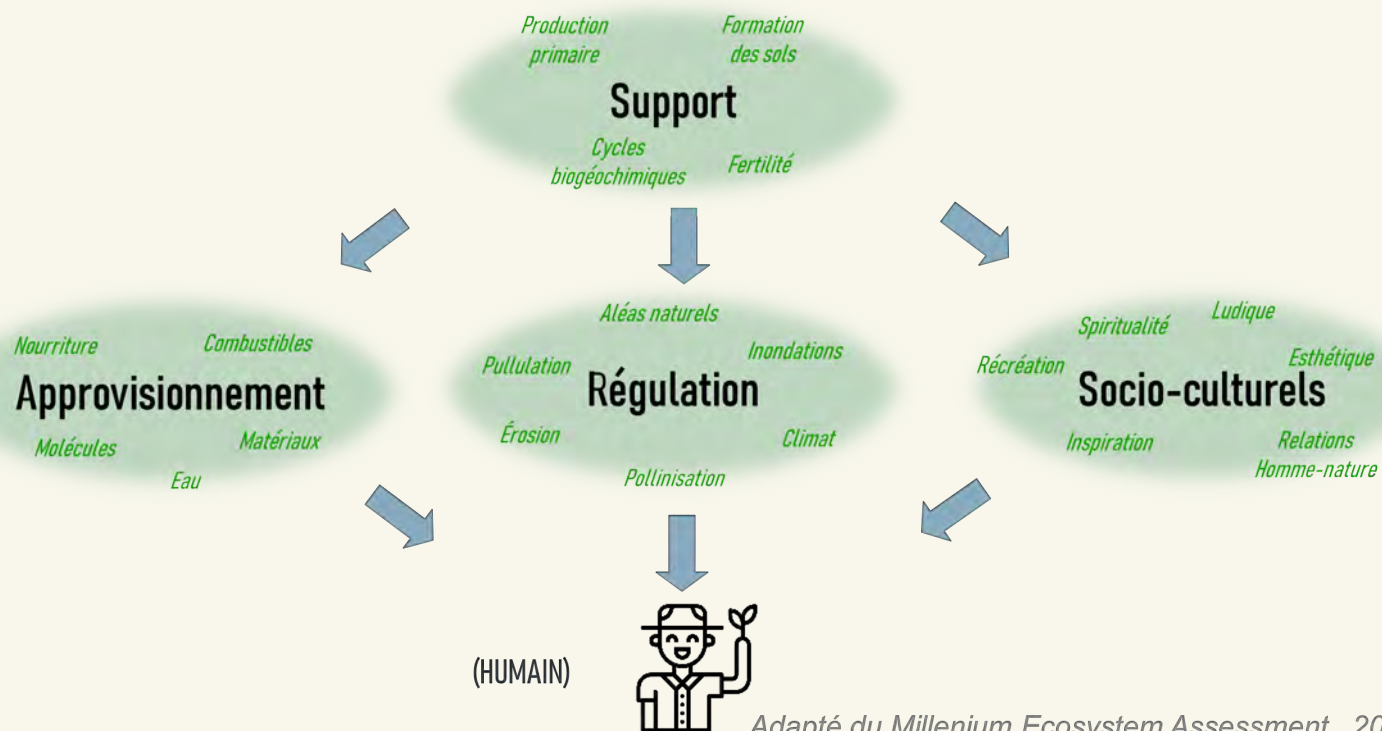 Production
primaire
Formation
des sols
Support
Cycles
biogéochimiques
Fertilité
Nourriture
Combustibles
Approvisionnement
Molécules
Matériaux
Eau
Aléas naturels
Pullulation
Inondations
Régulation
Érosion
Climat
Pollinisation
Spiritualité
Ludique
Récréation
Esthétique
Socio-culturels
Inspiration
Relations
Homme-nature
(HUMAIN)
Adapté du Millenium Ecosystem Assessment,